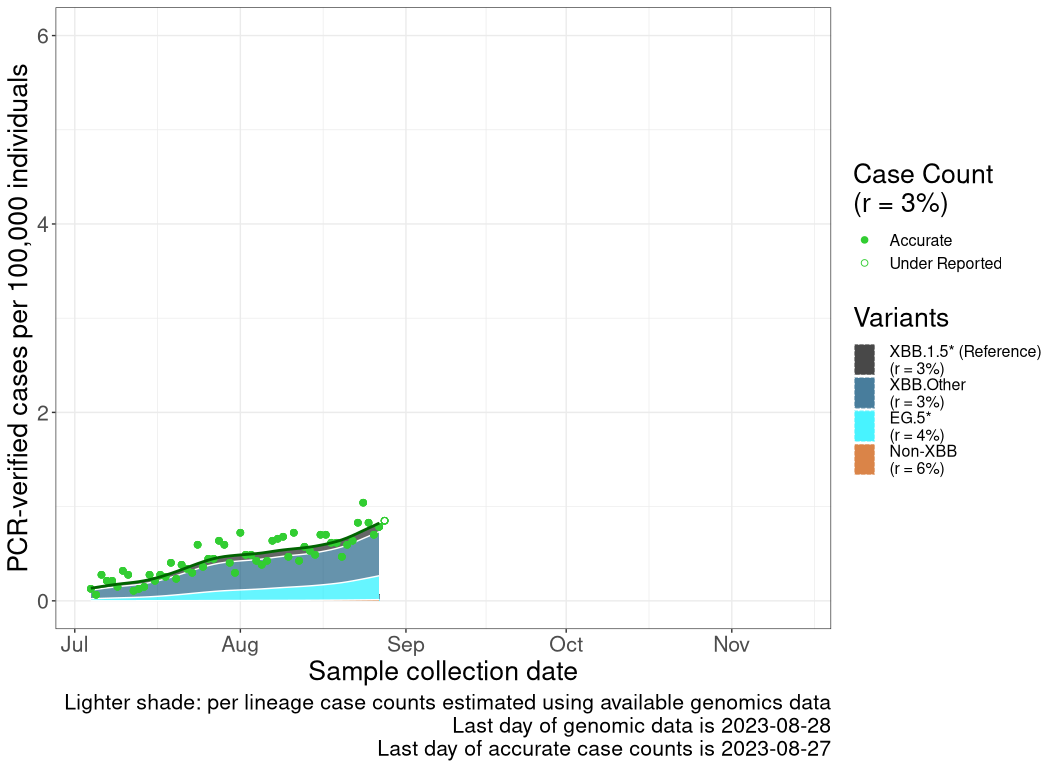 PCR-verified cases per 100,000 individuals
6
4
2
0
Jul
Aug
Sep
Oct
Nov
Sample collection date
Lighter shade: per lineage case counts estimated using available genomics data
Last day of genomic data is 2023-08-28
Last day of accurate case counts is 2023-08-27
Case Count
(r = 3%)
Accurate
Under Reported
Variants
XBB.1.5* (Reference)
(r = 3%)
XBB.Other
(r = 3%)
EG.5*
(r = 4%)
Non-XBB
(r = 6%)